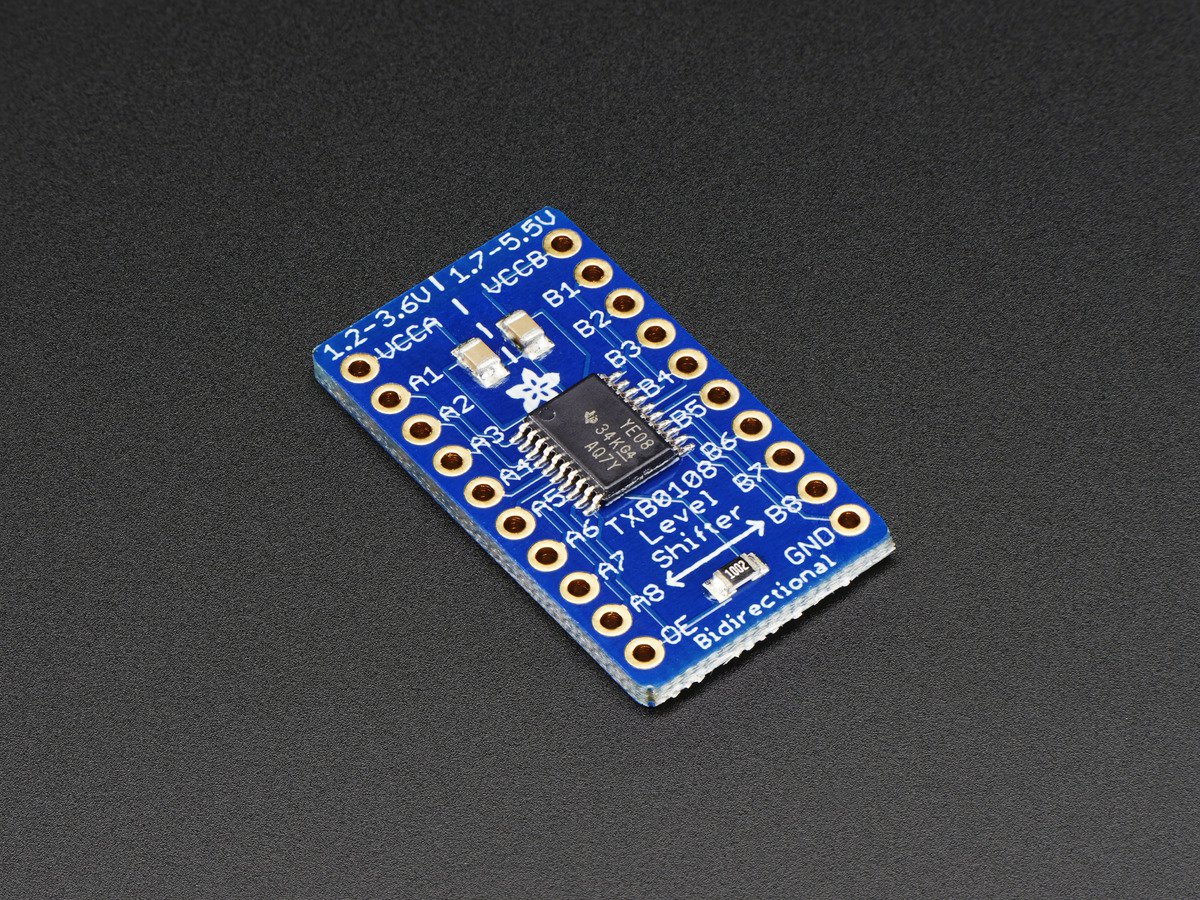 1.2-3.6V | 1.7-5.5V
VCCA
VCCB
A1
B1
A2
B2
A3
B3
A4
B4
A5
B5
A6
B6
A7
B7
A8
B8
OE
GND
YE08
34KG4
AQ7Y
TXB0108
Level
Shifter
1002
Bidirectional